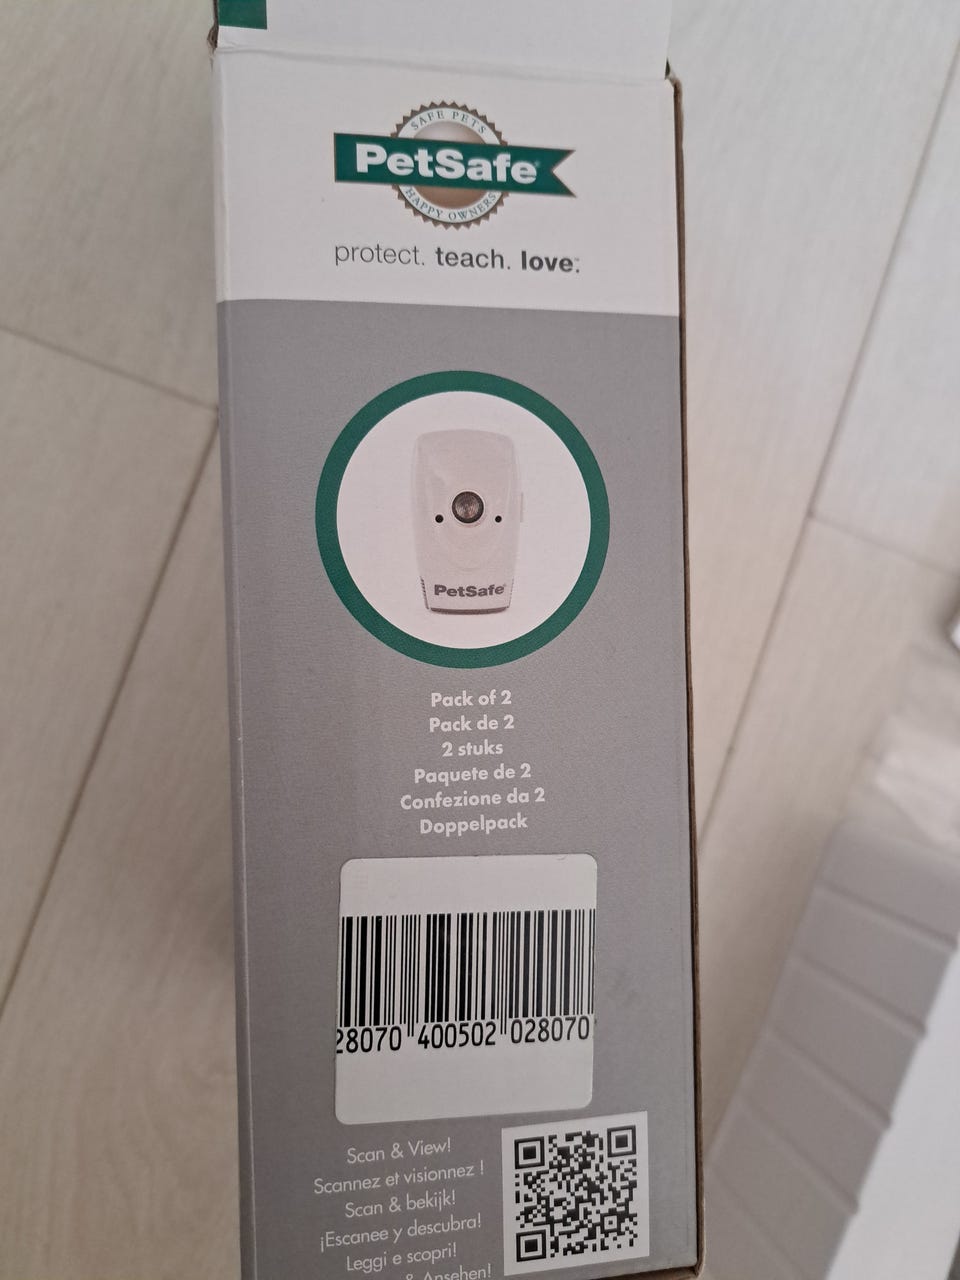 SAFE PETS
PetSafe®
HAPPY OWNERS
protect. teach. love.™
PetSafe®
Pack of 2
Pack de 2
2 stuks
Paquete de 2
Confezione da 2
Doppelpack
28070 400502 028070
Scan & View!
Scannez et visionnez !
Scan & bekijk!
¡Escanee y descubra!
Leggi e scopri!
& Ansehen!